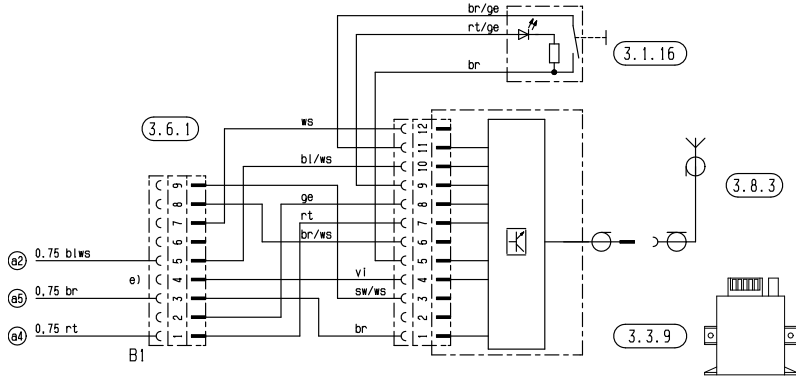 br/ge
rt/ge
3.1.16
br
3.6.1
ws
12
11
bl/ws
10
9
9
3.8.3
8
ge
8
7
rt
7
6
br/ws
6
a2 0.75 blws
5
5
e)
4
vi
4
a5 0,75 br
3
sw/ws
3
2
2
a4 0,75 rt
1
br
1
3.3.9
B1